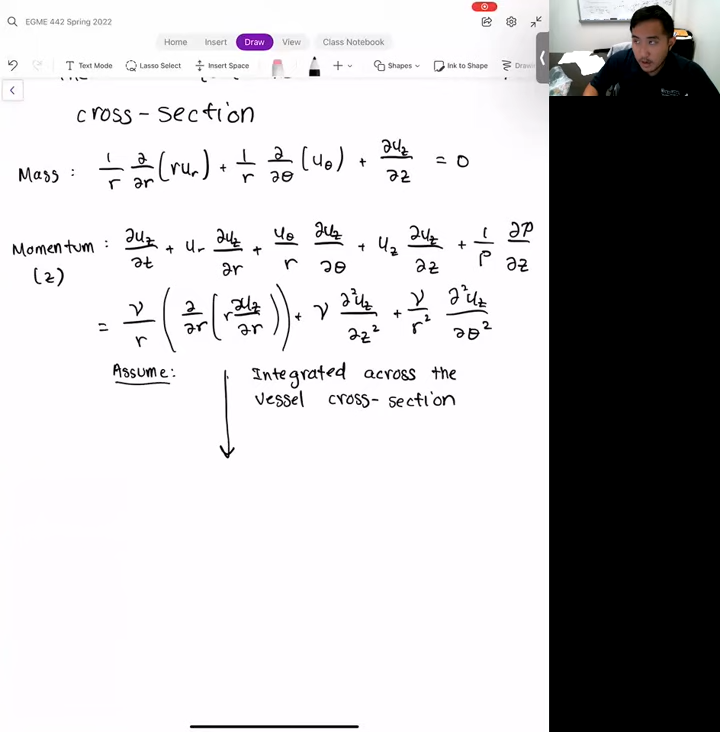 EGME 442 Spring 2022
Home Insert Draw View Class Notebook
Text Mode Lasso Select Insert Space Shapes Ink to Shape
cross-section
Mass : 1/r ∂/∂r (ru_r) + 1/r ∂/∂θ (u_θ) + ∂u_z/∂z = 0
Momentum : ∂u_z/∂t + u_r ∂u_z/∂r + u_θ/r ∂u_z/∂θ + u_z ∂u_z/∂z + 1/ρ ∂P/∂z
(z)
= ν/r (∂/∂r (r ∂u_z/∂r)) + ν ∂²u_z/∂z² + ν/r² ∂²u_z/∂θ²
Assume: Integrated across the
vessel cross-section